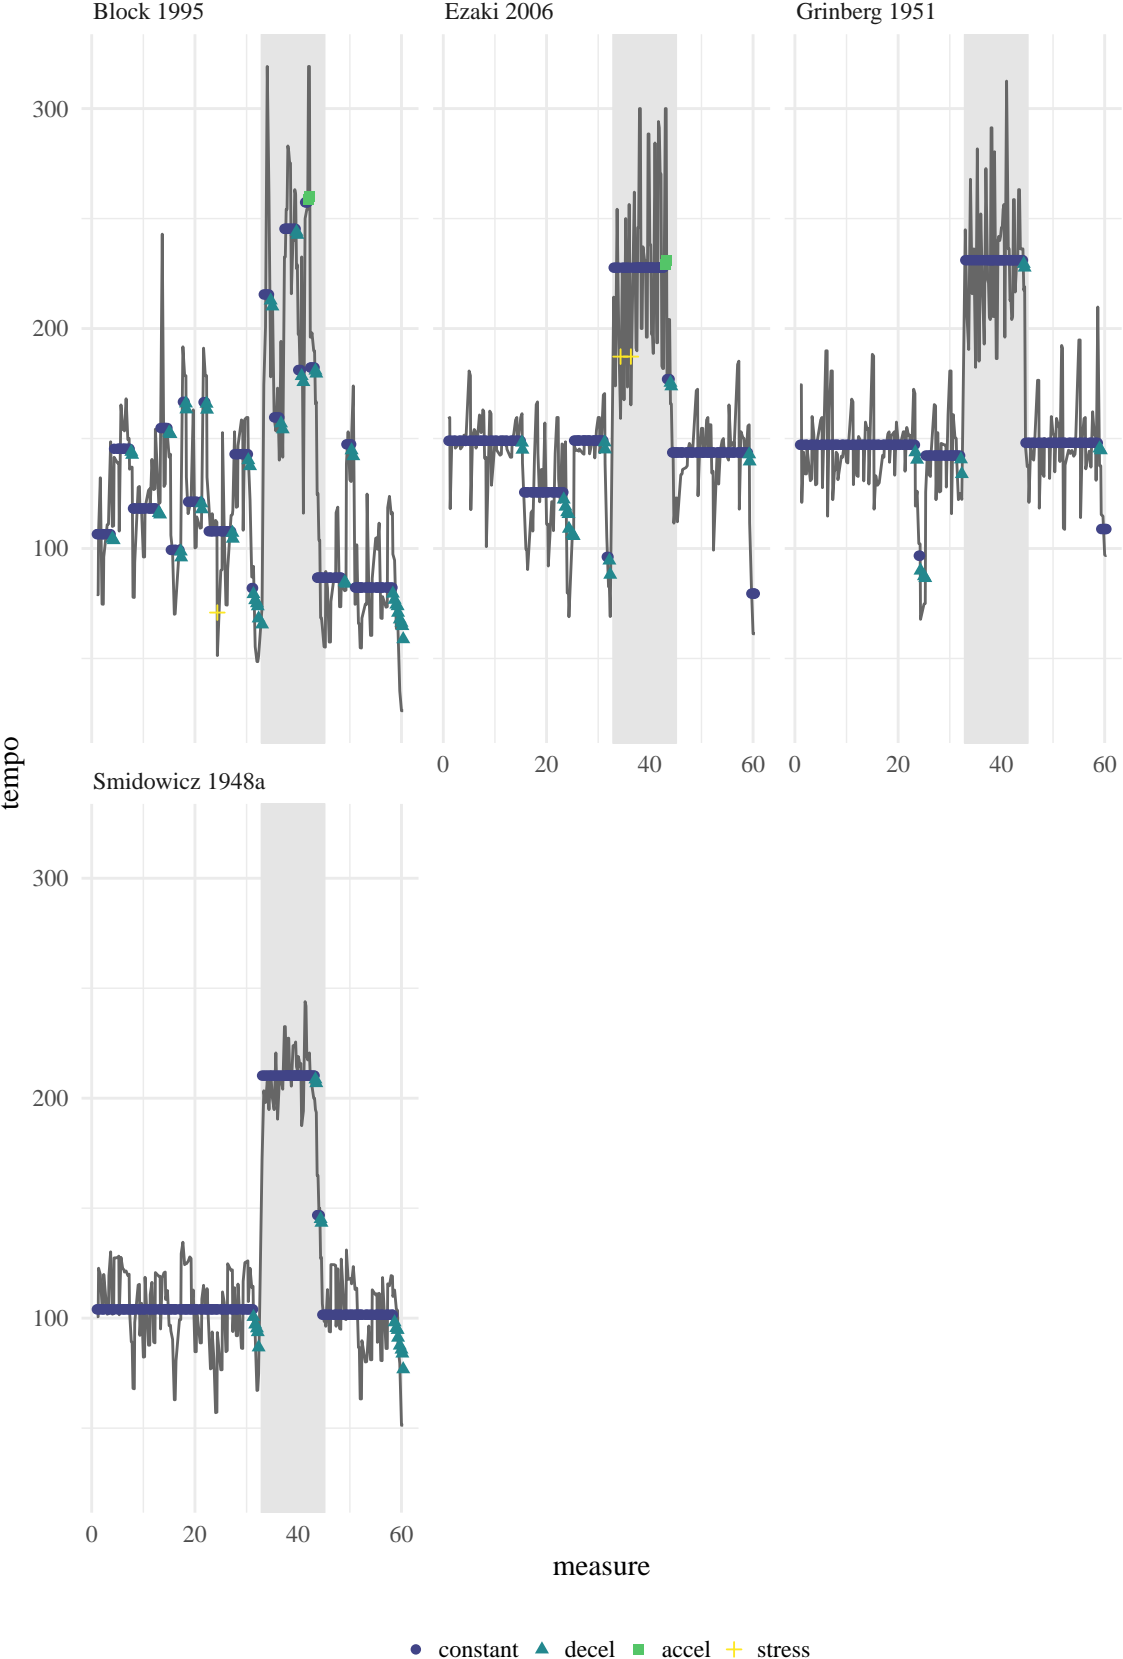 Block 1995
Ezaki 2006
Grinberg 1951
300
200
100
0 20 40 60
0 20 40 60
tempo
Smidowicz 1948a
300
200
100
0 20 40 60
measure
constant decel accel stress